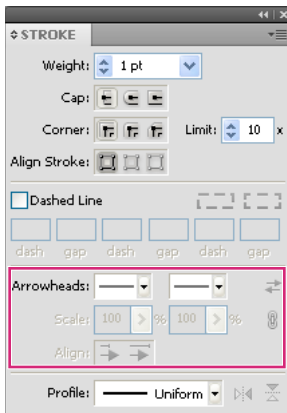 STROKE
Weight: 1 pt
Cap:
Corner: Limit: 10 x
Align Stroke:
Dashed Line
dash gap dash gap dash gap
Arrowheads:
Scale: 100 % 100 %
Align:
Profile: Uniform